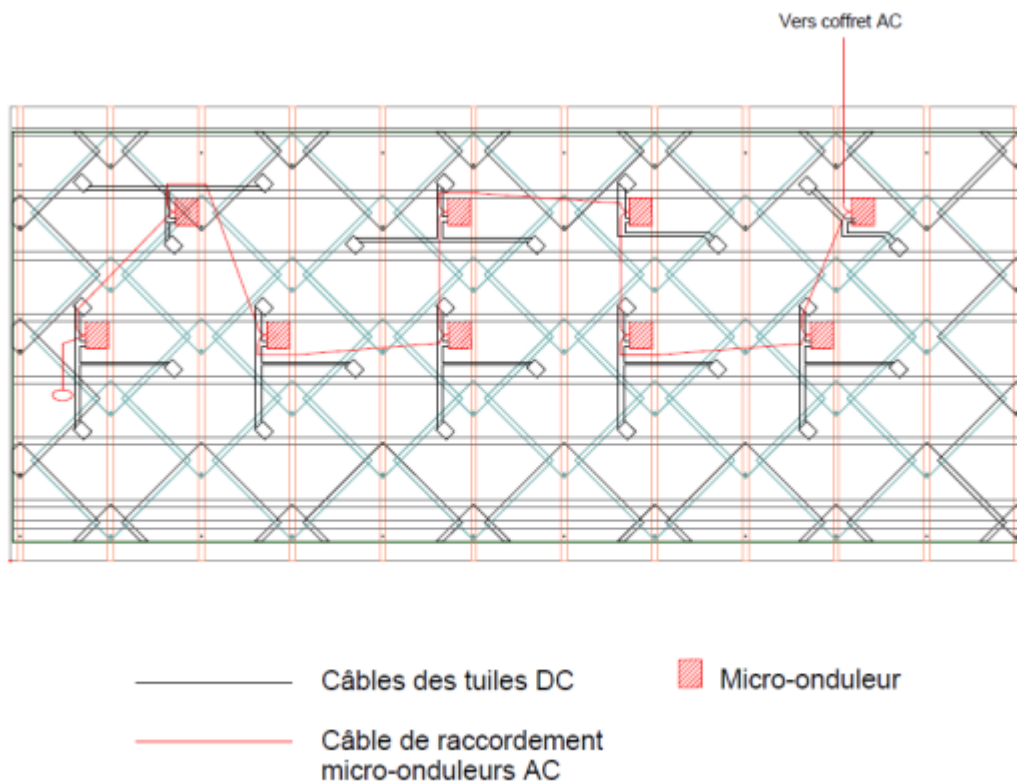 Vers coffret AC
Câbles des tuiles DC
Micro-onduleur
Câble de raccordement
micro-onduleurs AC